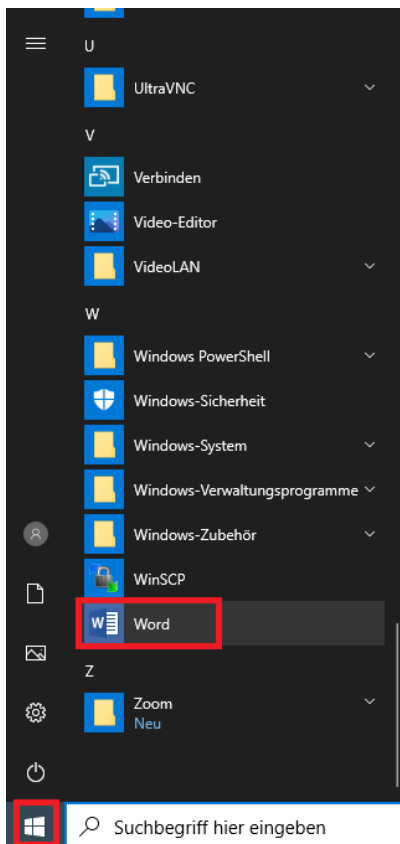 U
UltraVNC
V
Verbinden
Video-Editor
VideoLAN
W
Windows PowerShell
Windows-Sicherheit
Windows-System
Windows-Verwaltungsprogramme
Windows-Zubehör
WinSCP
Word
Z
Zoom
Neu
Suchbegriff hier eingeben